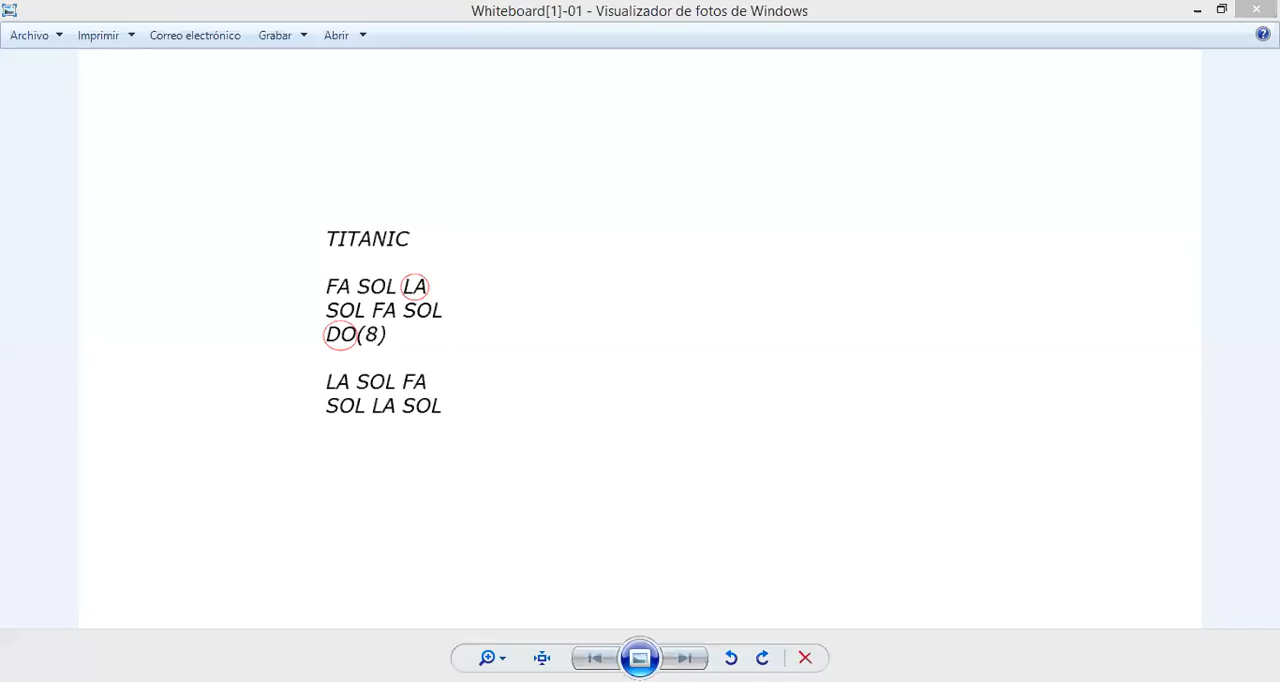 Whiteboard[1]-01 - Visualizador de fotos de Windows
Archivo Imprimir Correo electrónico Grabar Abrir
TITANIC
FA SOL LA
SOL FA SOL
DO(8)
LA SOL FA
SOL LA SOL